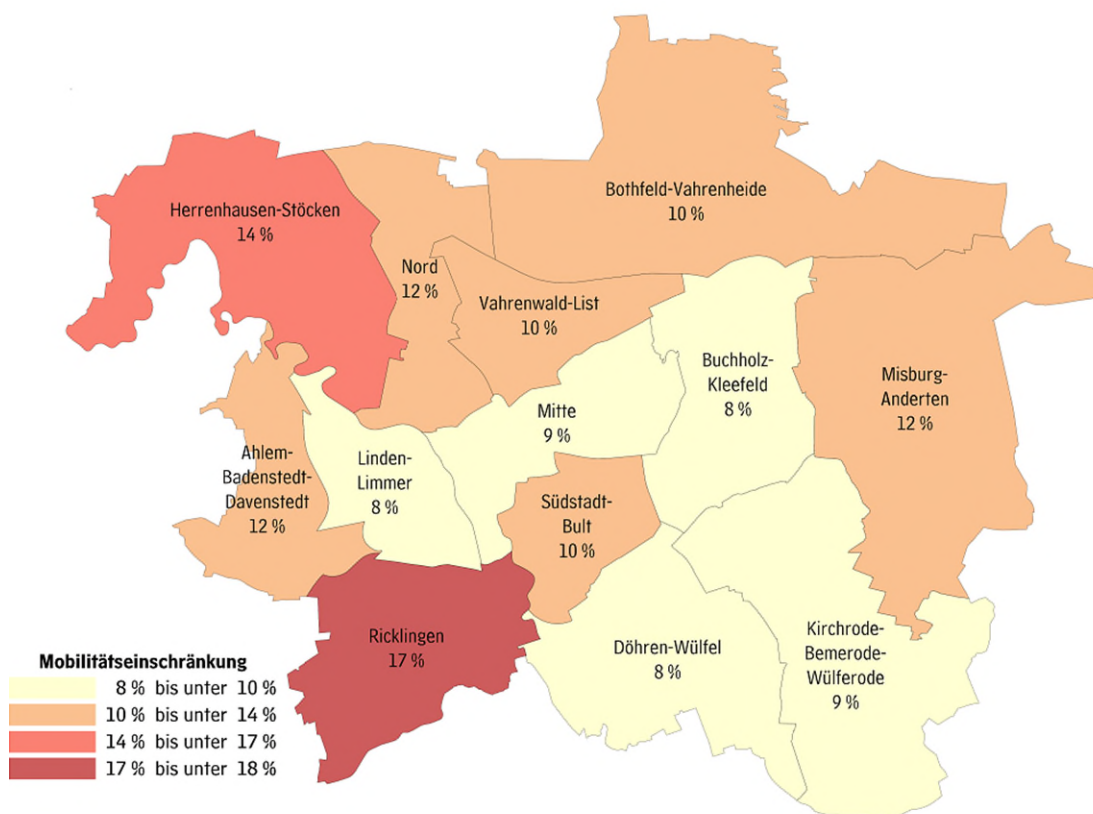 Bothfeld-Vahrenheide
10 %
Herrenhausen-Stöcken
14 %
Nord
12 %
Vahrenwald-List
10 %
Buchholz-
Kleefeld
8 %
Misburg-
Anderten
12 %
Mitte
9 %
Ahlem-
Badenstedt-
Davenstedt
12 %
Linden-
Limmer
8 %
Südstadt-
Bult
10 %
Ricklingen
17 %
Döhren-Wülfel
8 %
Kirchrode-
Bemerode-
Wülferode
9 %
Mobilitätseinschränkung
8 % bis unter 10 %
10 % bis unter 14 %
14 % bis unter 17 %
17 % bis unter 18 %